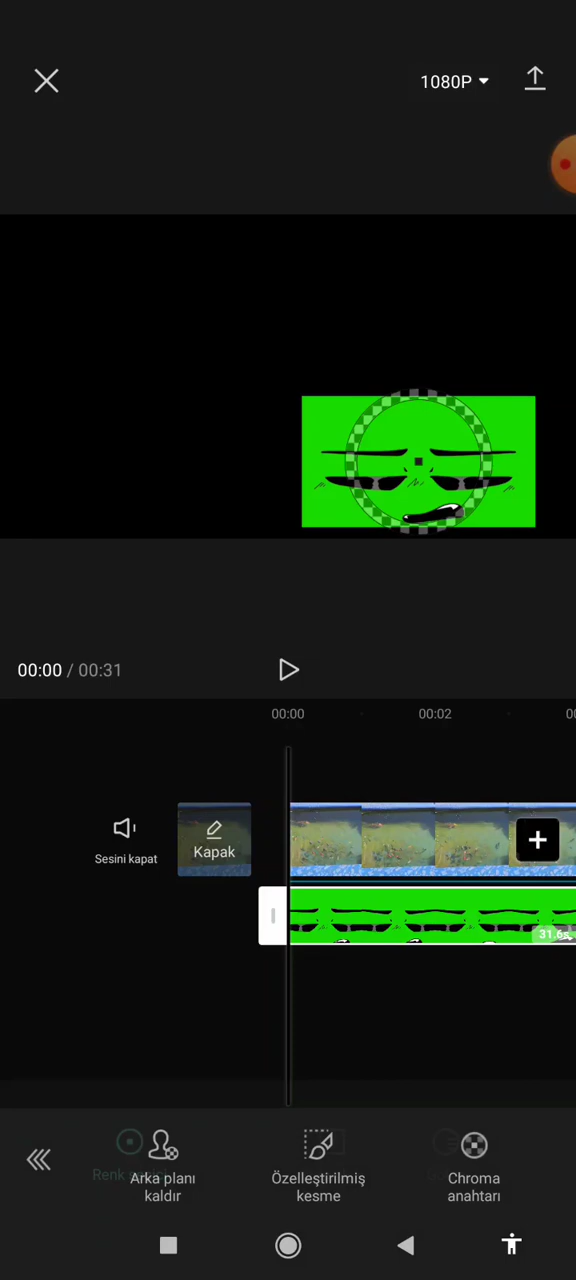 1080P
00:00 / 00:31
00:00
00:02
Sesini kapat
Kapak
31.6s
Arka planı
kaldır
Özelleştirilmiş
kesme
Chroma
anahtarı